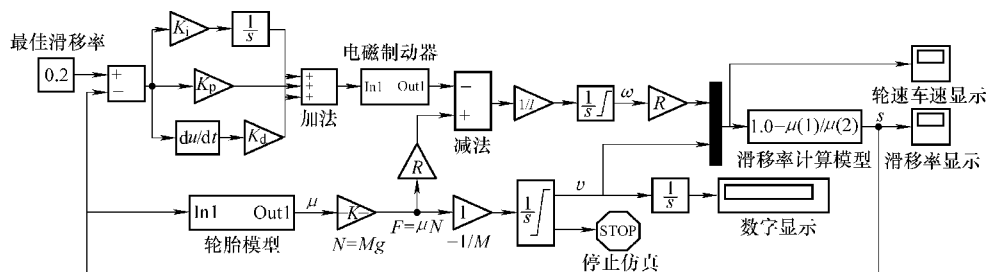 最佳滑移率
0.2
+
−
K_i
1/s
K_p
du/dt
K_d
+
+
+
加法
电磁制动器
In1 Out1
−
+
减法
1/I
1/s
ω
R
轮速车速显示
1.0−μ(1)/μ(2)
滑移率计算模型
s
滑移率显示
R
In1 Out1
轮胎模型
μ
K
N=Mg
F=μN
1
−1/M
1/s
v
1/s
数字显示
STOP
停止仿真